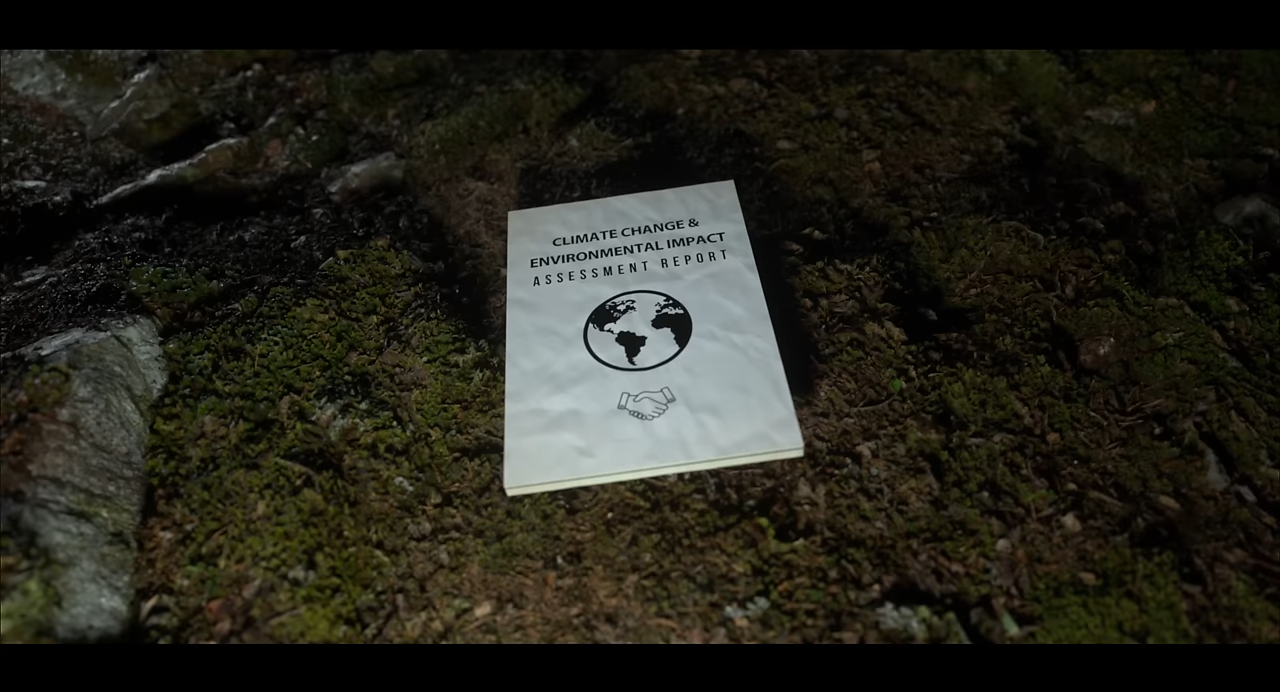 CLIMATE CHANGE &
ENVIRONMENTAL IMPACT
ASSESSMENT REPORT